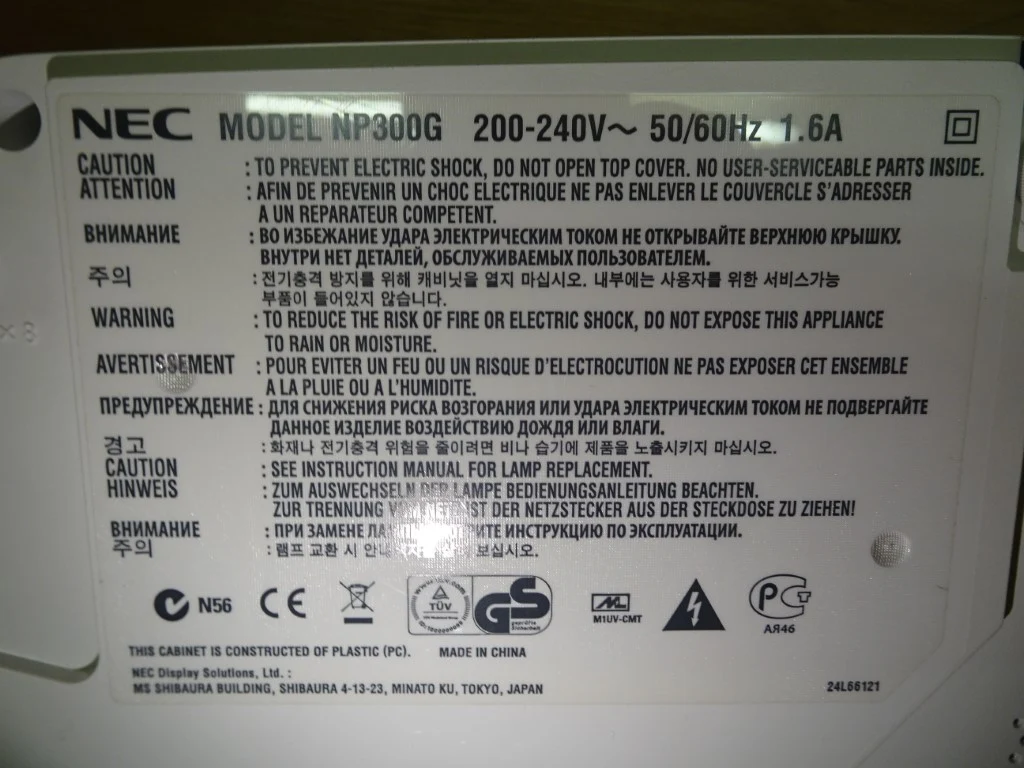 NEC MODEL NP300G 200-240V～ 50/60Hz 1.6A
CAUTION : TO PREVENT ELECTRIC SHOCK, DO NOT OPEN TOP COVER. NO USER-SERVICEABLE PARTS INSIDE.
ATTENTION : AFIN DE PREVENIR UN CHOC ELECTRIQUE NE PAS ENLEVER LE COUVERCLE S'ADRESSER
A UN REPARATEUR COMPETENT.
ВНИМАНИЕ : ВО ИЗБЕЖАНИЕ УДАРА ЭЛЕКТРИЧЕСКИМ ТОКОМ НЕ ОТКРЫВАЙТЕ ВЕРХНЮЮ КРЫШКУ.
ВНУТРИ НЕТ ДЕТАЛЕЙ, ОБСЛУЖИВАЕМЫХ ПОЛЬЗОВАТЕЛЕМ.
주의 : 전기충격 방지를 위해 캐비닛을 열지 마십시오. 내부에는 사용자를 위한 서비스가능
부품이 들어있지 않습니다.
WARNING : TO REDUCE THE RISK OF FIRE OR ELECTRIC SHOCK, DO NOT EXPOSE THIS APPLIANCE
TO RAIN OR MOISTURE.
AVERTISSEMENT : POUR EVITER UN FEU OU UN RISQUE D'ELECTROCUTION NE PAS EXPOSER CET ENSEMBLE
A LA PLUIE OU A L'HUMIDITE.
ПРЕДУПРЕЖДЕНИЕ : ДЛЯ СНИЖЕНИЯ РИСКА ВОЗГОРАНИЯ ИЛИ УДАРА ЭЛЕКТРИЧЕСКИМ ТОКОМ НЕ ПОДВЕРГАЙТЕ
ДАННОЕ ИЗДЕЛИЕ ВОЗДЕЙСТВИЮ ДОЖДЯ ИЛИ ВЛАГИ.
경고 : 화재나 전기충격 위험을 줄이려면 비나 습기에 제품을 노출시키지 마십시오.
CAUTION : SEE INSTRUCTION MANUAL FOR LAMP REPLACEMENT.
HINWEIS : ZUM AUSWECHSELN DER LAMPE BEDIENUNGSANLEITUNG BEACHTEN.
ZUR TRENNUNG IST DER NETZSTECKER AUS DER STECKDOSE ZU ZIEHEN!
ВНИМАНИЕ : ПРИ ЗАМЕНЕ ИНСТРУКЦИЮ ПО ЭКСПЛУАТАЦИИ.
주의 : 램프 교환 시 보십시오.
N56 CE TÜV GS geprüfte Sicherheit M1UV-CMT PCT АЯ46
THIS CABINET IS CONSTRUCTED OF PLASTIC (PC). MADE IN CHINA
NEC Display Solutions, Ltd. :
MS SHIBAURA BUILDING, SHIBAURA 4-13-23, MINATO KU, TOKYO, JAPAN 24L66121